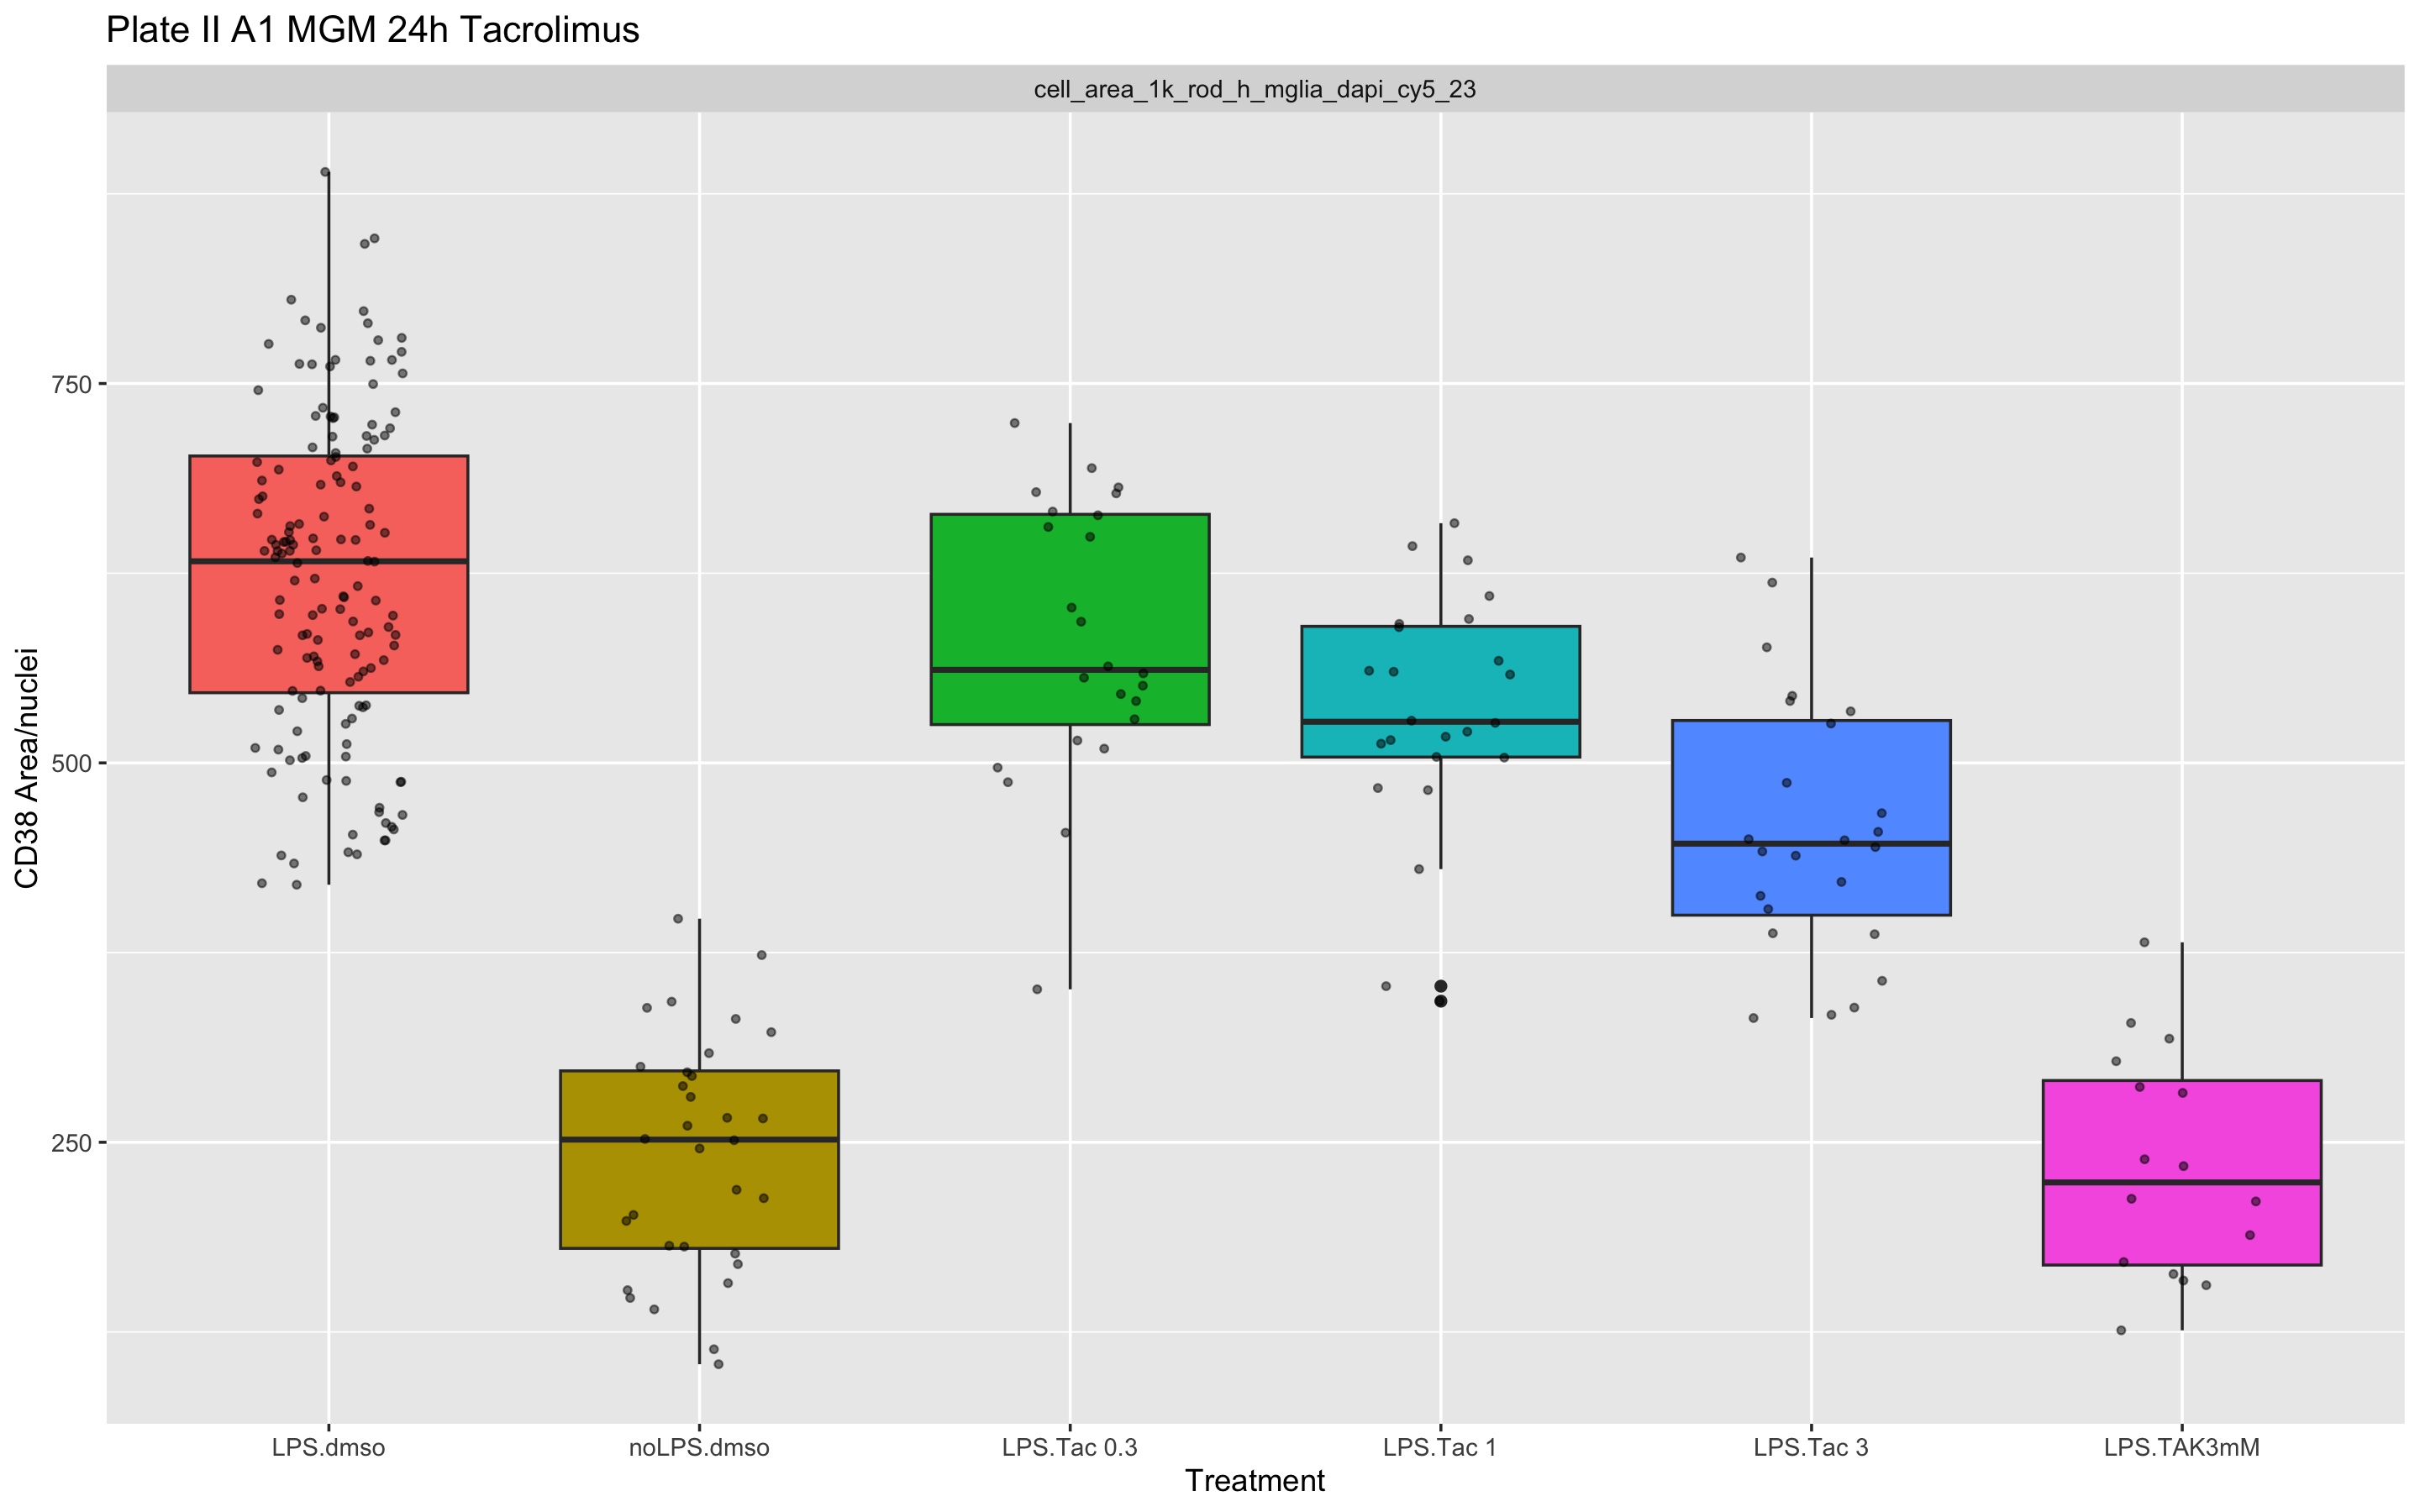 Plate II A1 MGM 24h Tacrolimus
cell_area_1k_rod_h_mglia_dapi_cy5_23
CD38 Area/nuclei
750
500
250
LPS.dmso
noLPS.dmso
LPS.Tac 0.3
LPS.Tac 1
LPS.Tac 3
LPS.TAK3mM
Treatment